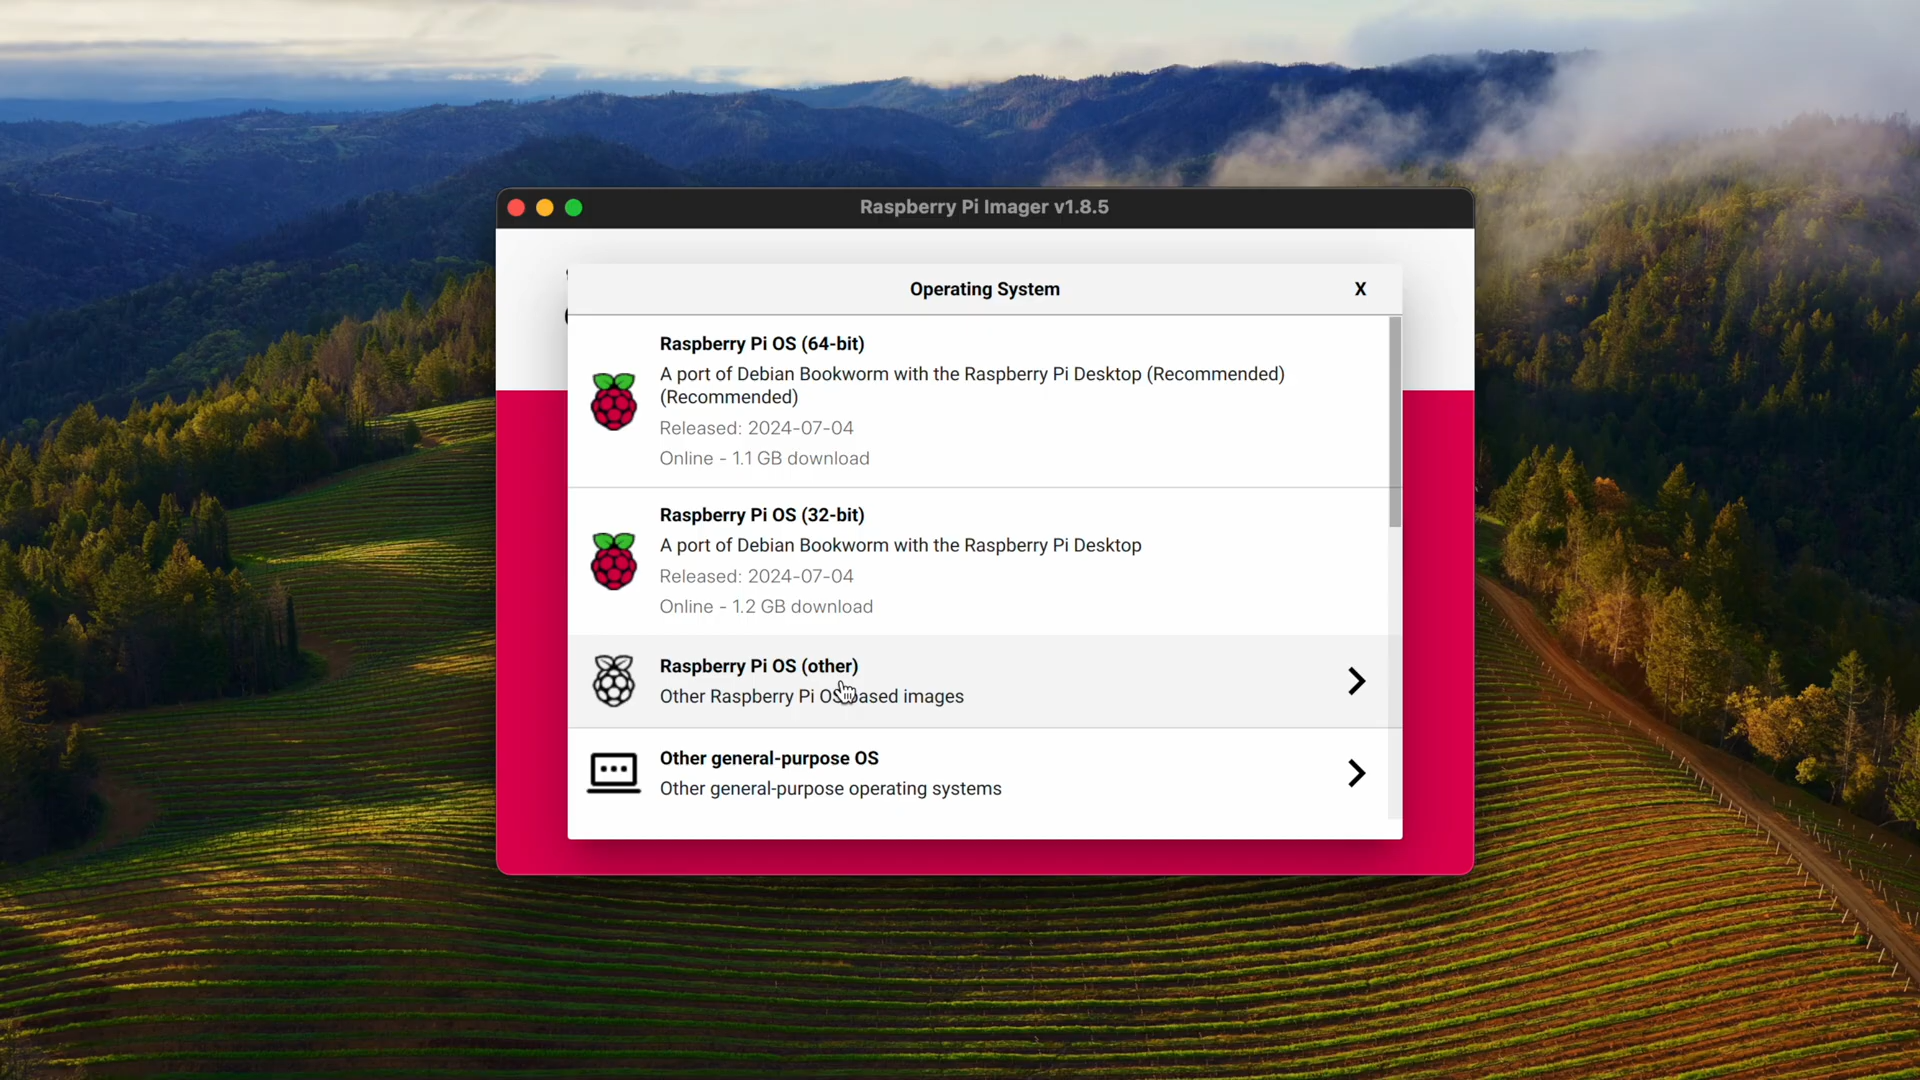 Raspberry Pi Imager v1.8.5
Operating System
X
Raspberry Pi OS (64-bit)
A port of Debian Bookworm with the Raspberry Pi Desktop (Recommended)
(Recommended)
Released: 2024-07-04
Online - 1.1 GB download
Raspberry Pi OS (32-bit)
A port of Debian Bookworm with the Raspberry Pi Desktop
Released: 2024-07-04
Online - 1.2 GB download
Raspberry Pi OS (other)
Other Raspberry Pi OS based images
Other general-purpose OS
Other general-purpose operating systems